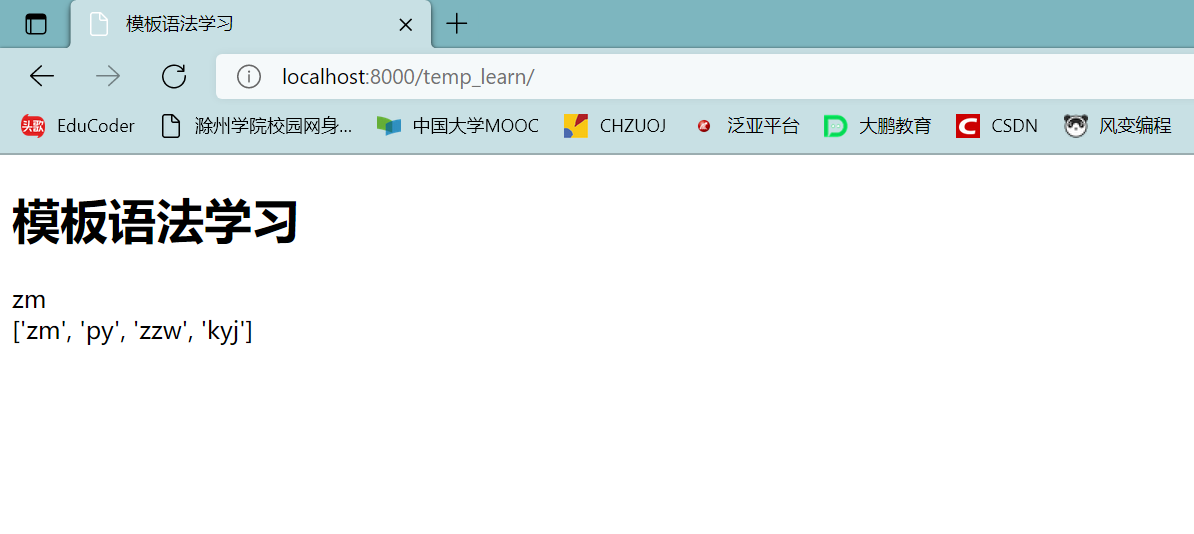 模板语法学习
localhost:8000/temp_learn/
头歌 EduCoder 滁州学院校园网身... 中国大学MOOC CHZUOJ 泛亚平台 大鹏教育 CSDN 风变编程
模板语法学习
zm
['zm', 'py', 'zzw', 'kyj']